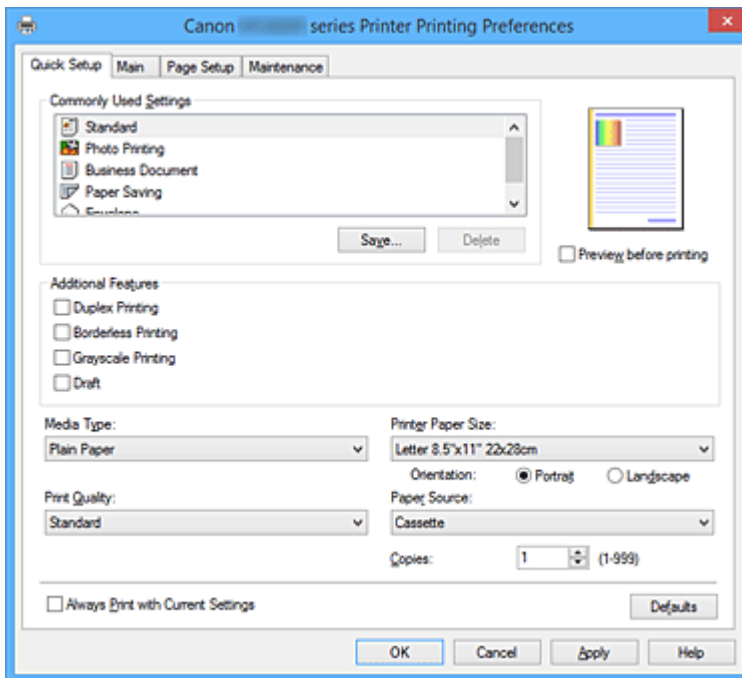 Canon series Printer Printing Preferences
Quick Setup Main Page Setup Maintenance
Commonly Used Settings
Standard
Photo Printing
Business Document
Paper Saving
Envelope
Save... Delete
Preview before printing
Additional Features
Duplex Printing
Borderless Printing
Grayscale Printing
Draft
Media Type: Printer Paper Size:
Plain Paper Letter 8.5"x11" 22x28cm
Orientation: Portrait Landscape
Print Quality: Paper Source:
Standard Cassette
Copies: 1 (1-999)
Always Print with Current Settings Defaults
OK Cancel Apply Help